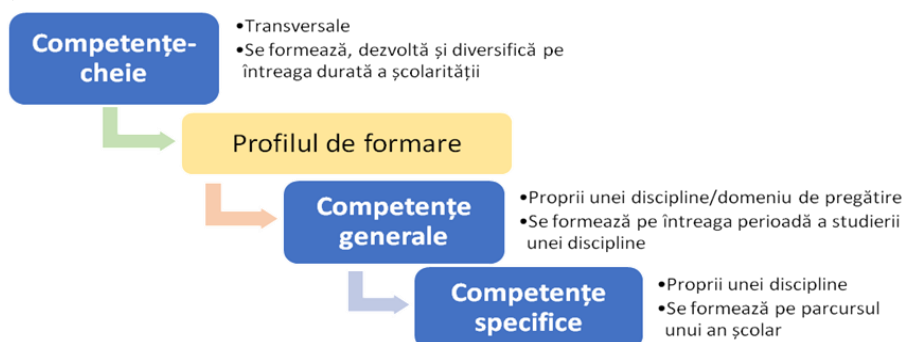 Competențe-
cheie
•Transversale
•Se formează, dezvoltă și diversifică pe
întreaga durată a școlarității
Profilul de formare
Competențe
generale
•Proprii unei discipline/domeniu de pregătire
•Se formează pe întreaga perioadă a studierii
unei discipline
Competențe
specifice
•Proprii unei discipline
•Se formează pe parcursul
unui an școlar